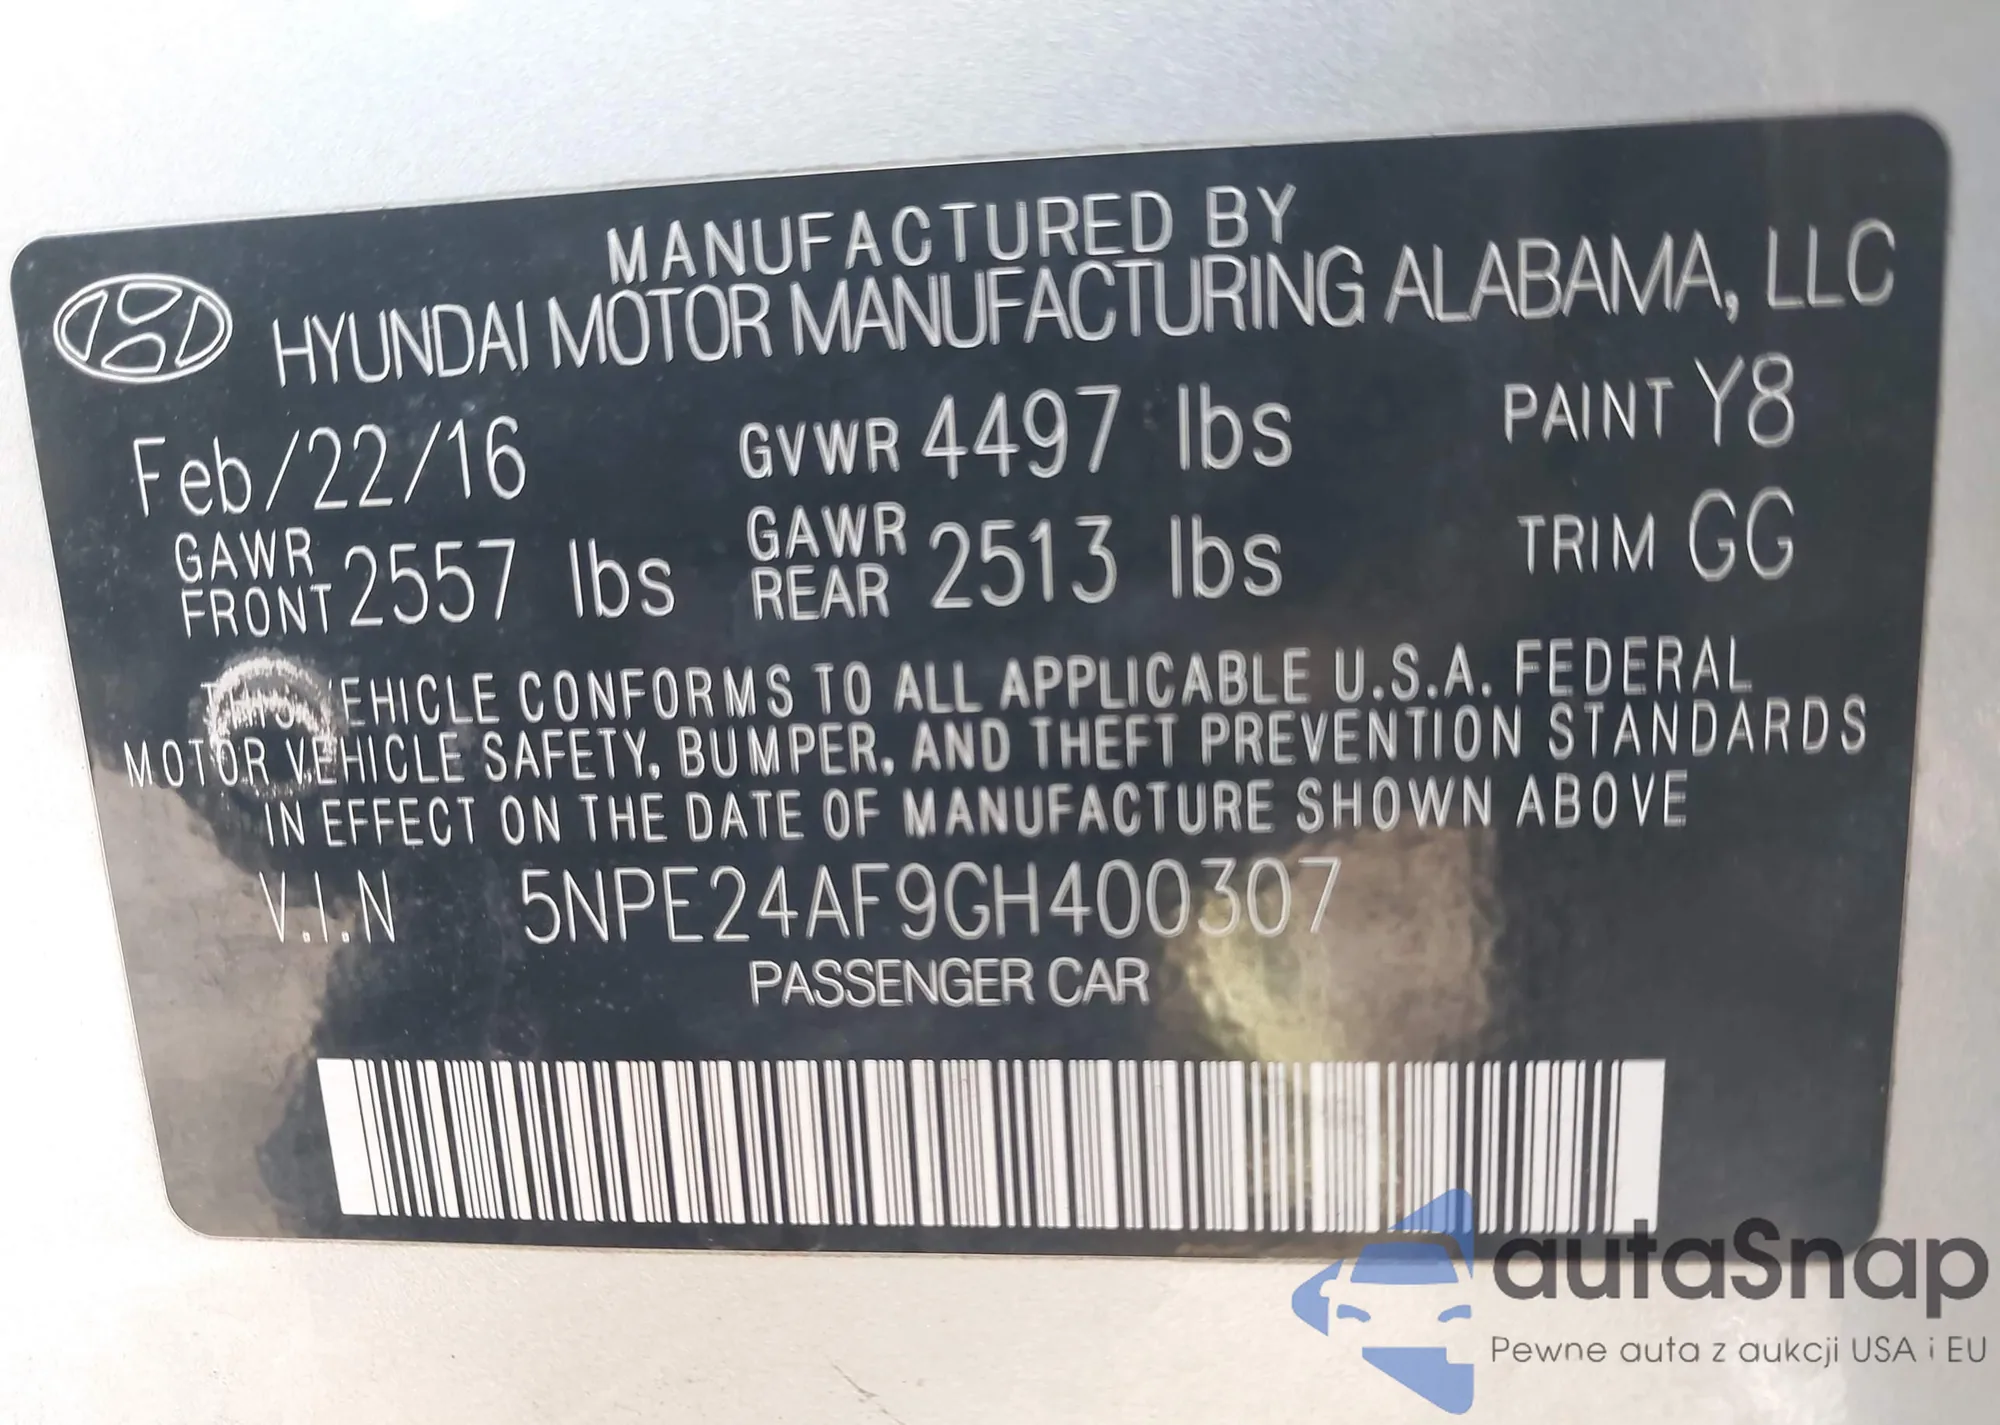 MANUFACTURED BY
HYUNDAI MOTOR MANUFACTURING ALABAMA, LLC
Feb/22/16 GVWR 4497 lbs PAINT Y8
GAWR FRONT 2557 lbs GAWR REAR 2513 lbs TRIM GG
THIS VEHICLE CONFORMS TO ALL APPLICABLE U.S.A. FEDERAL
MOTOR VEHICLE SAFETY, BUMPER, AND THEFT PREVENTION STANDARDS
IN EFFECT ON THE DATE OF MANUFACTURE SHOWN ABOVE
V.I.N 5NPE24AF9GH400307
PASSENGER CAR
autaSnap
Pewne auta z aukcji USA i EU